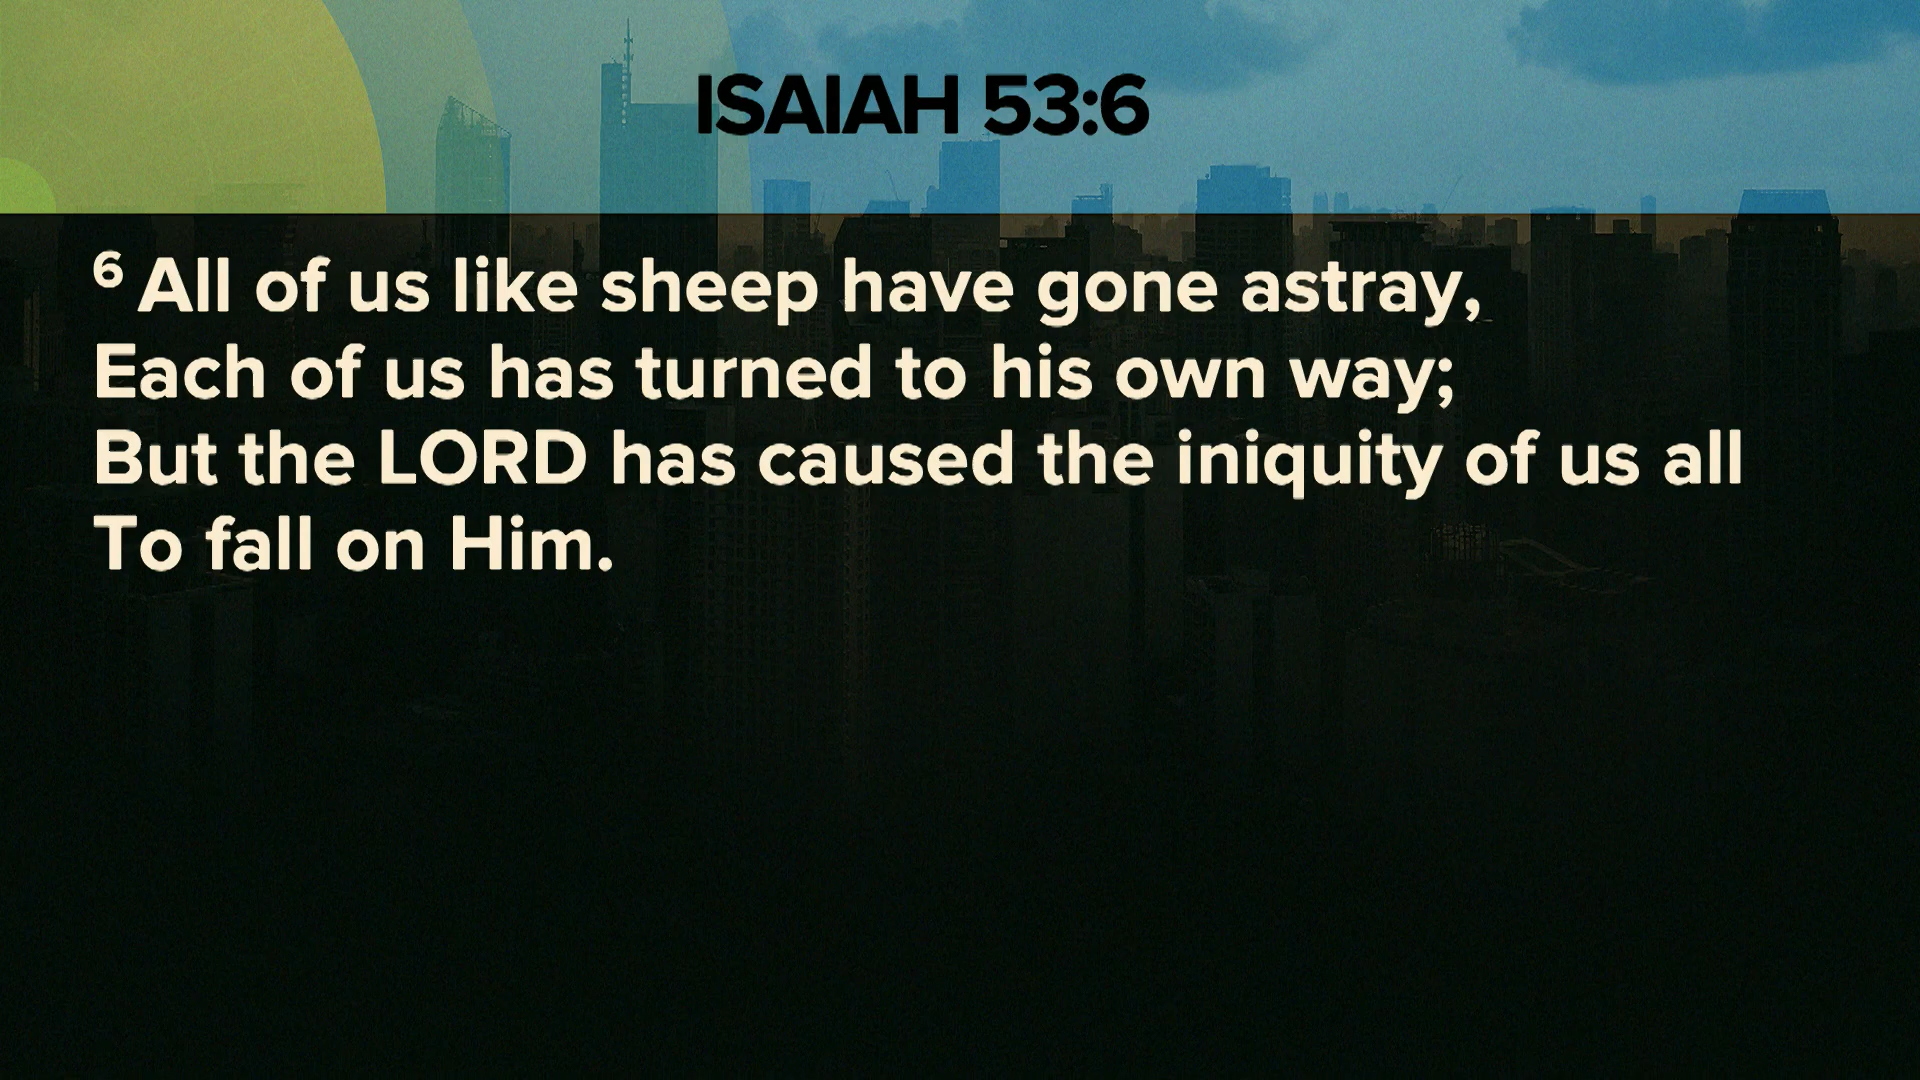 ISAIAH 53:6
6 All of us like sheep have gone astray,
Each of us has turned to his own way;
But the LORD has caused the iniquity of us all
To fall on Him.